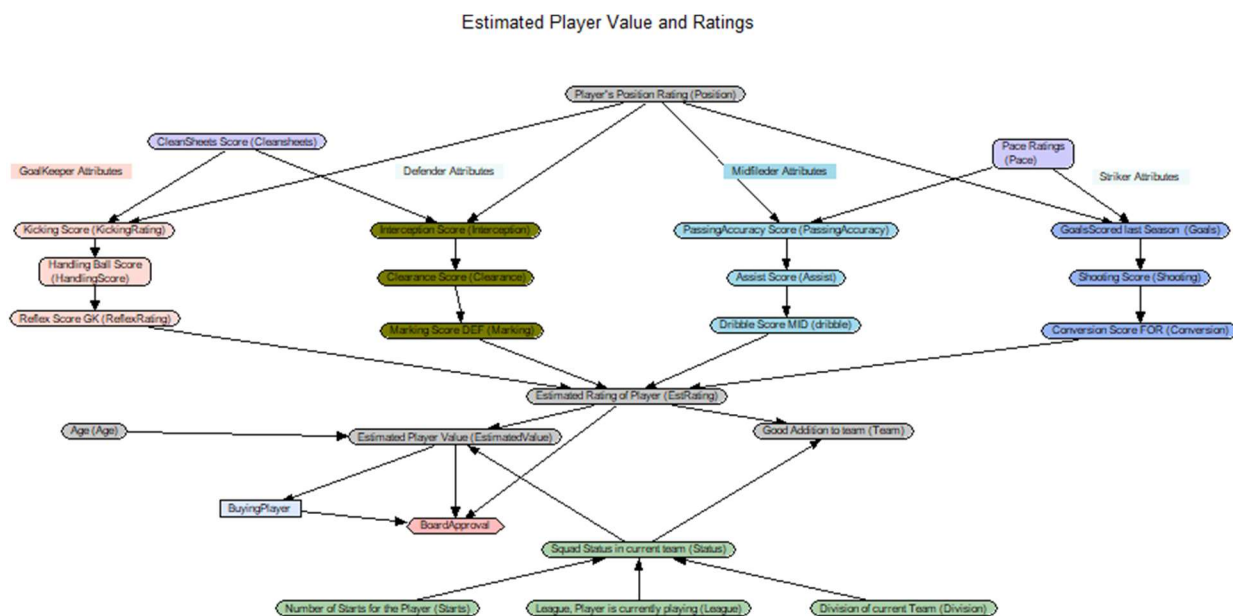 Estimated Player Value and Ratings
Player's Position Rating (Position)
CleanSheets Score (Cleansheets)
Pace Ratings
(Pace)
GoalKeeper Attributes
Defender Attributes
Midfileder Attributes
Striker Attributes
Kicking Score (KickingRating)
Interception Score (Interception)
PassingAccuracy Score (PassingAccuracy)
GoalsScored last Season (Goals)
Handling Ball Score
(HandlingScore)
Clearance Score (Clearance)
Assist Score (Assist)
Shooting Score (Shooting)
Reflex Score GK (ReflexRating)
Marking Score DEF (Marking)
Dribble Score MID (dribble)
Conversion Score FOR (Conversion)
Estimated Rating of Player (EstRating)
Age (Age)
Estimated Player Value (EstimatedValue)
Good Addition to team (Team)
BuyingPlayer
BoardApproval
Squad Status in current team (Status)
Number of Starts for the Player (Starts)
League, Player is currently playing (League)
Division of current Team (Division)